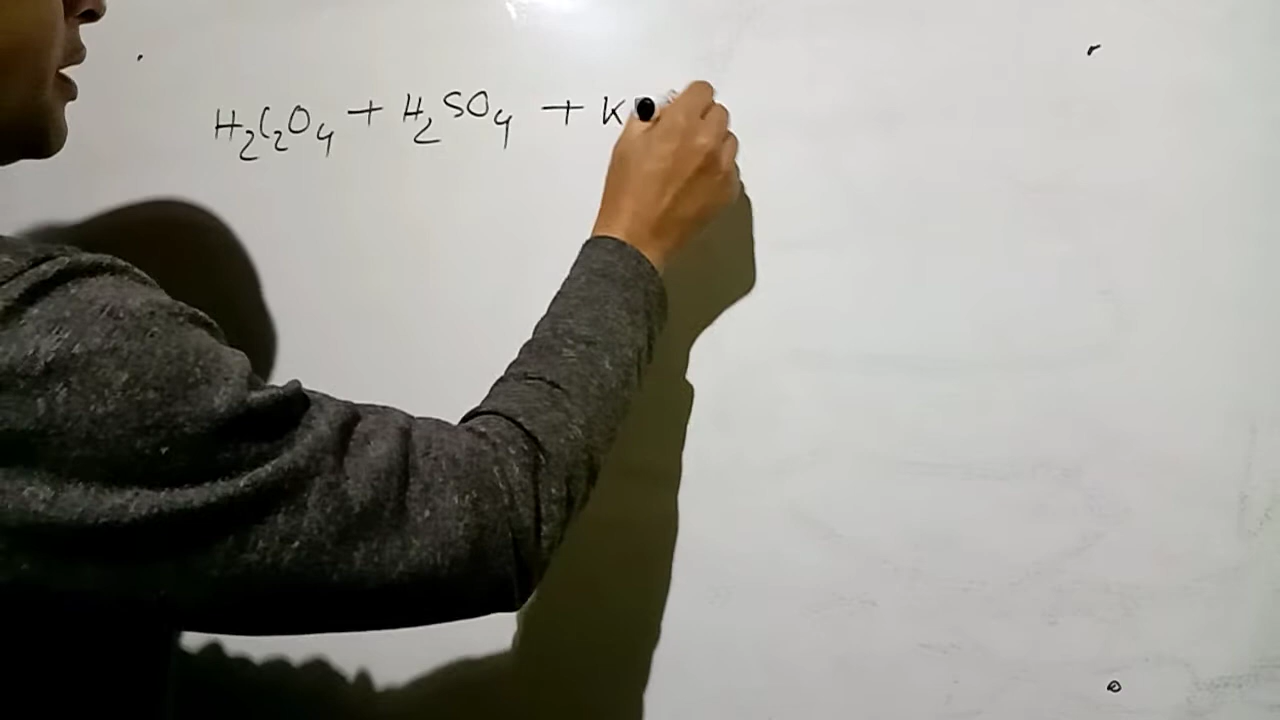 H₂C₂O₄ + H₂SO₄ + K